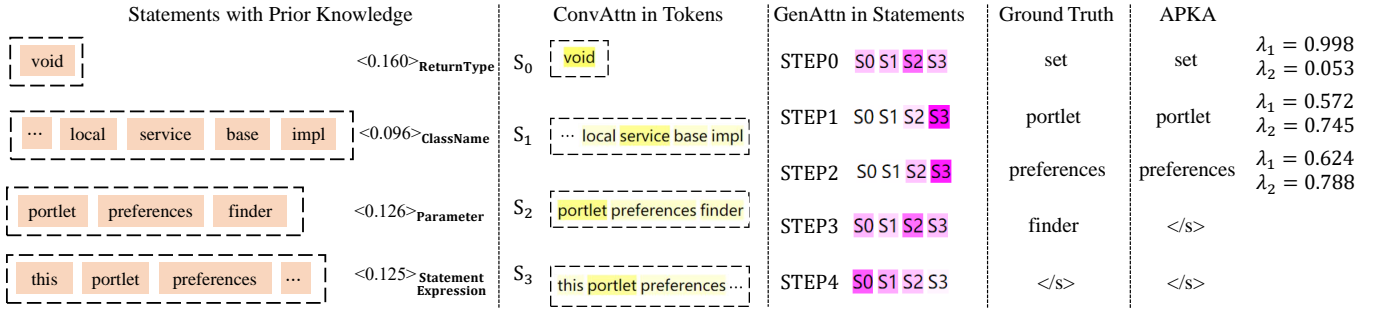 Statements with Prior Knowledge ConvAttn in Tokens GenAttn in Statements Ground Truth APKA
void <0.160>ReturnType S0 void STEP0 S0 S1 S2 S3 set set λ1 = 0.998
λ2 = 0.053
··· local service base impl <0.096>ClassName S1 ··· local service base impl STEP1 S0 S1 S2 S3 portlet portlet λ1 = 0.572
λ2 = 0.745
portlet preferences finder <0.126>Parameter S2 portlet preferences finder STEP2 S0 S1 S2 S3 preferences preferences λ1 = 0.624
λ2 = 0.788
STEP3 S0 S1 S2 S3 finder </s>
this portlet preferences ··· <0.125>Statement Expression S3 this portlet preferences ··· STEP4 S0 S1 S2 S3 </s> </s>